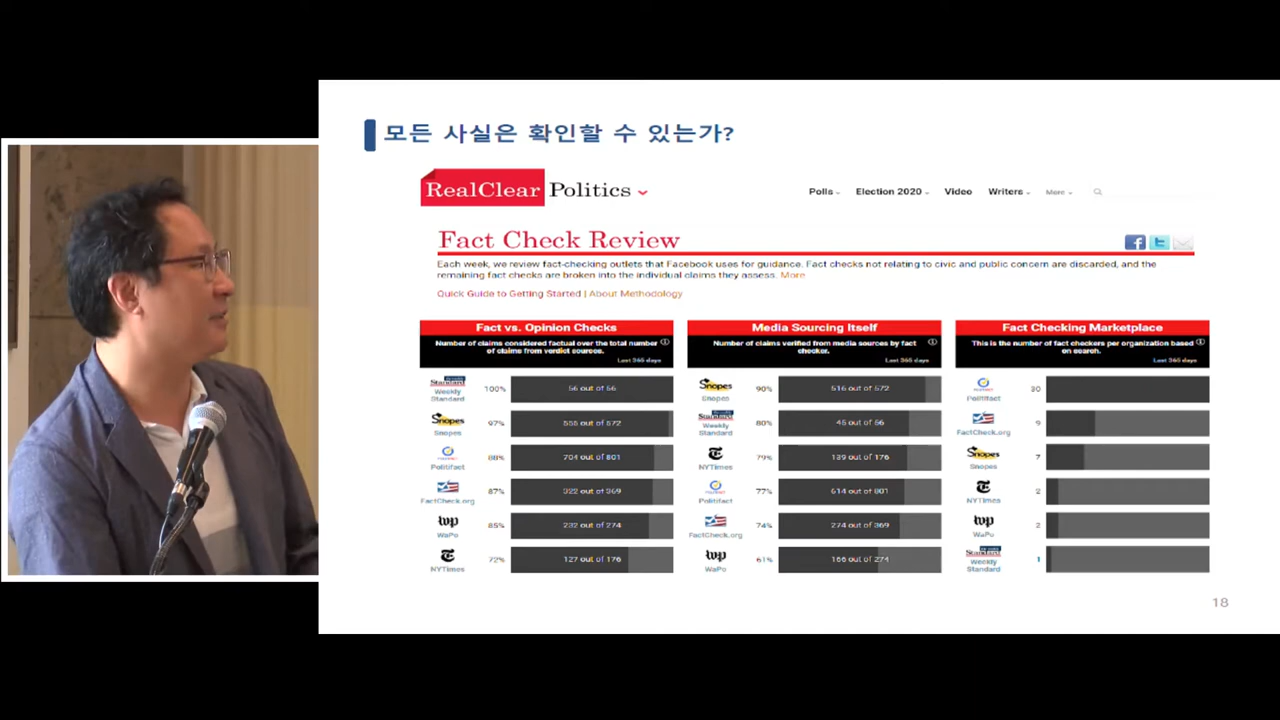 모든 사실은 확인할 수 있는가?
RealClear Politics
Polls
Election 2020
Video
Writers
More
Fact Check Review
Each week, we review fact-checking outlets that Facebook uses for guidance. Fact checks not relating to civic and public concern are discarded, and the
remaining fact checks are broken into the individual claims they assess. More
Quick Guide to Getting Started | About Methodology
Fact vs. Opinion Checks
Number of claims considered factual over the total number
of claims from verdict sources.
Last 365 days
Standard
Weekly
Standard
100%
56 out of 56
Snopes
Snopes
97%
555 out of 572
Politifact
88%
704 out of 801
FactCheck.org
87%
322 out of 369
wp
WaPo
85%
232 out of 274
NYTimes
72%
127 out of 176
Media Sourcing Itself
Number of claims verified from media sources by fact
checker.
Last 365 days
Snopes
Snopes
90%
516 out of 572
Standard
Weekly
Standard
80%
45 out of 56
NYTimes
79%
139 out of 176
Politifact
77%
614 out of 801
FactCheck.org
74%
274 out of 369
wp
WaPo
61%
166 out of 274
Fact Checking Marketplace
This is the number of fact checkers per organization based
on search.
Last 365 days
Politifact
30
FactCheck.org
9
Snopes
Snopes
7
NYTimes
2
wp
WaPo
2
Standard
Weekly
Standard
1
18